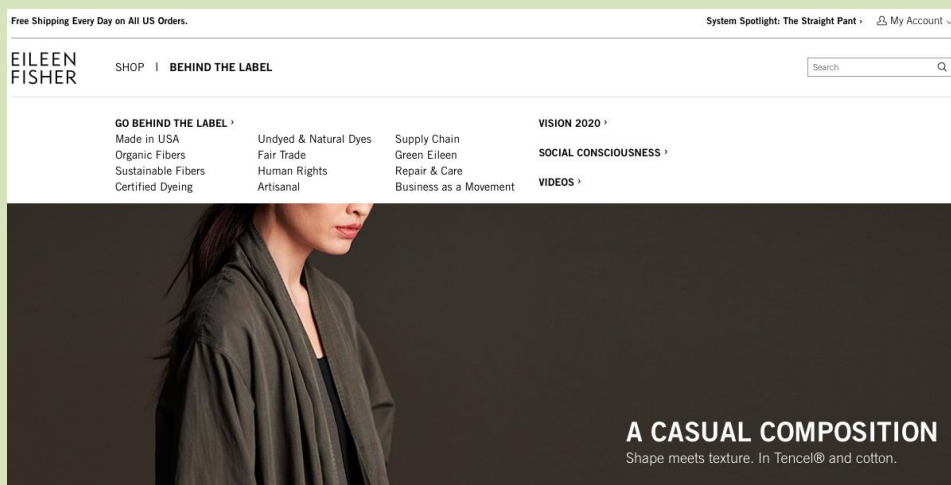 Free Shipping Every Day on All US Orders.
System Spotlight: The Straight Pant ›
My Account
EILEEN
FISHER
SHOP | BEHIND THE LABEL
Search
GO BEHIND THE LABEL ›
Made in USA
Organic Fibers
Sustainable Fibers
Certified Dyeing
Undyed & Natural Dyes
Fair Trade
Human Rights
Artisanal
Supply Chain
Green Eileen
Repair & Care
Business as a Movement
VISION 2020 ›
SOCIAL CONSCIOUSNESS ›
VIDEOS ›
A CASUAL COMPOSITION
Shape meets texture. In Tencel® and cotton.